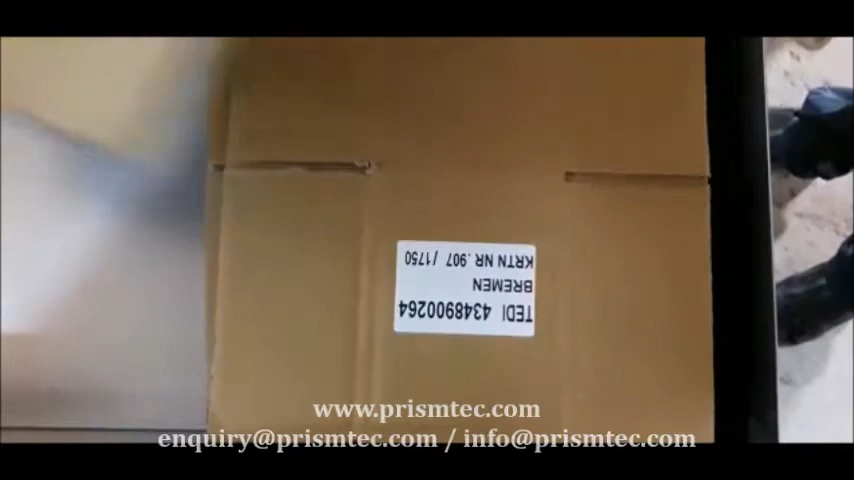 TEDI 4348900264
BREMEN
KRTN NR.907 /1750
www.prismtec.com
enquiry@prismtec.com / info@prismtec.com